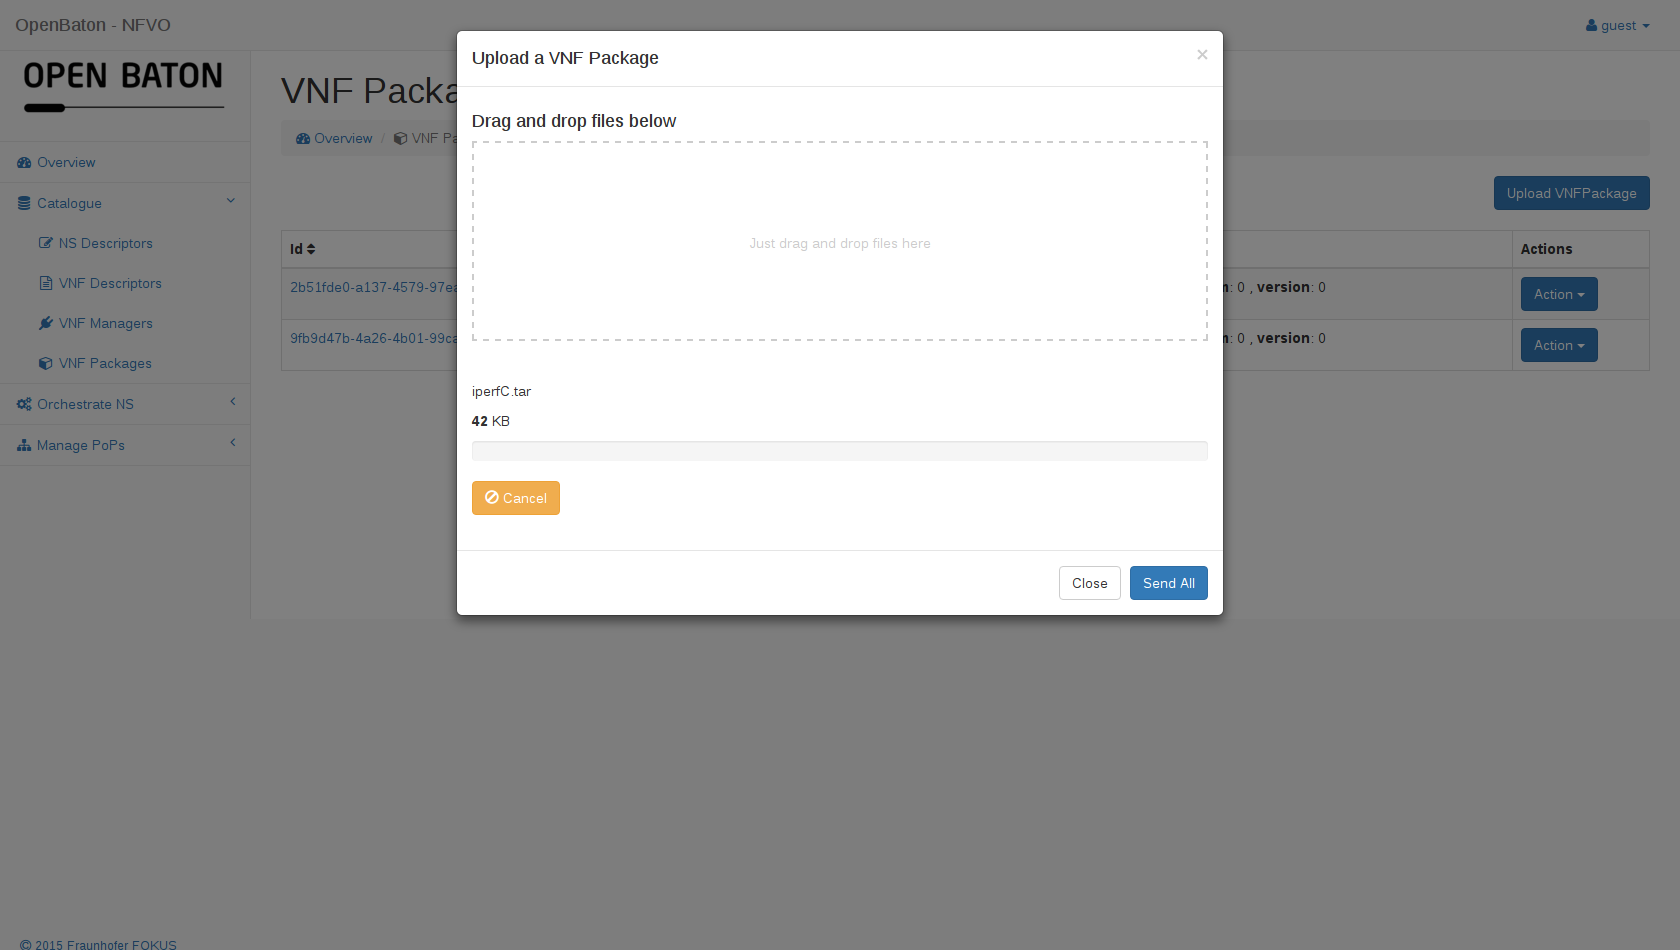 OpenBaton - NFVO
guest
OPEN BATON
Overview
Catalogue
NS Descriptors
VNF Descriptors
VNF Managers
VNF Packages
Orchestrate NS
Manage PoPs
VNF Packa
Overview / VNF Pa
Upload VNFPackage
Id
Actions
2b51fde0-a137-4579-97ea
n: 0 , version: 0
Action
9fb9d47b-4a26-4b01-99ca
n: 0 , version: 0
Action
Upload a VNF Package
×
Drag and drop files below
Just drag and drop files here
iperfC.tar
42 KB
Cancel
Close
Send All
© 2015 Fraunhofer FOKUS